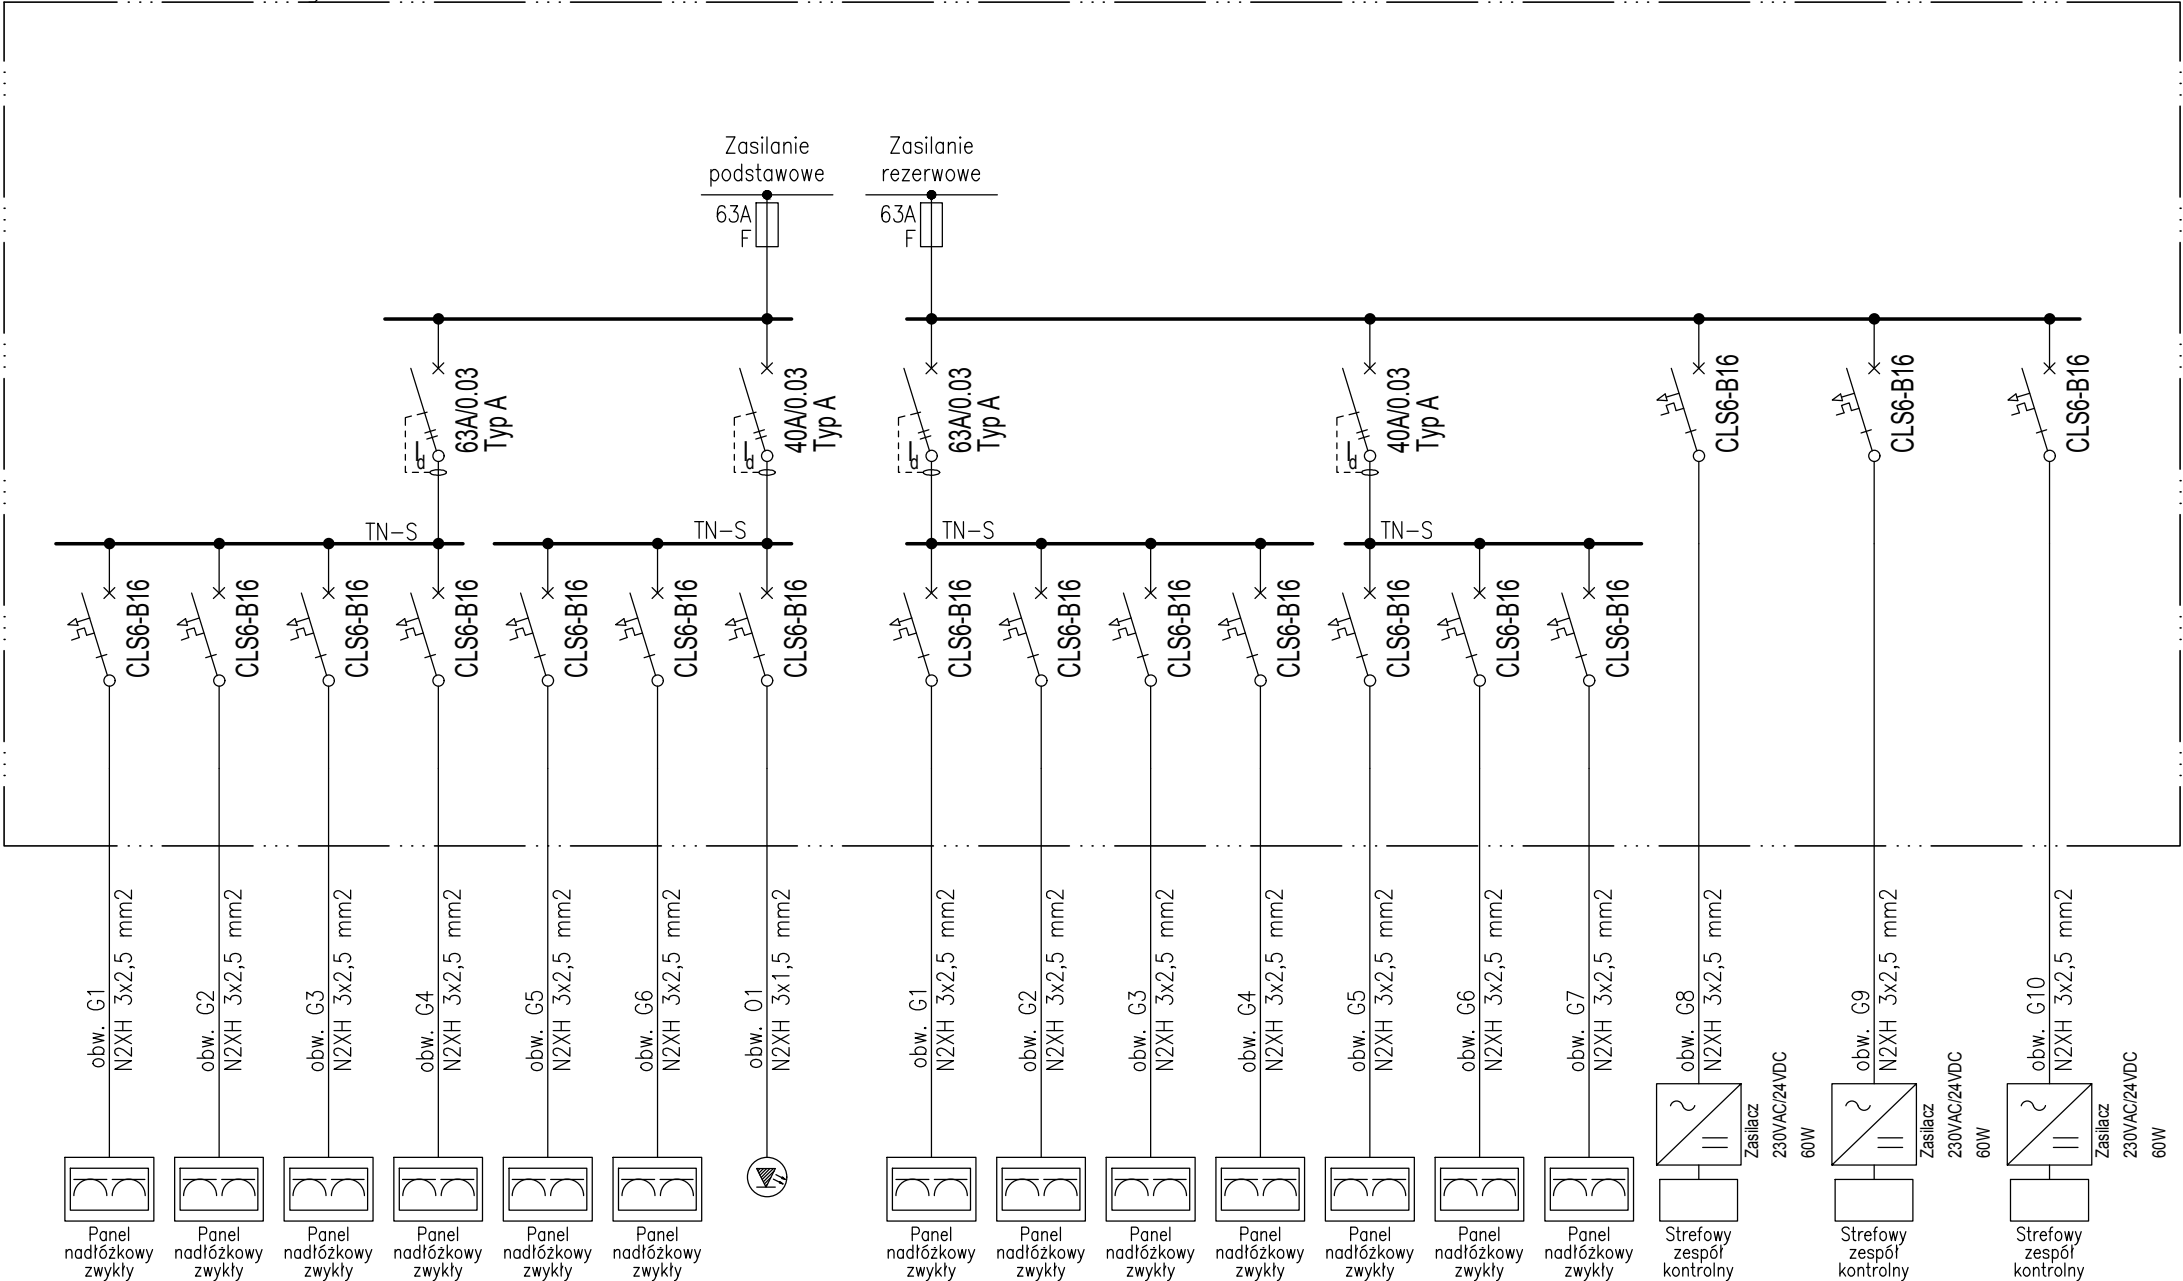 Zasilanie
podstawowe
Zasilanie
rezerwowe
63A
F
63A
F
63A/0.03
Typ A
Id
40A/0.03
Typ A
Id
63A/0.03
Typ A
Id
40A/0.03
Typ A
Id
CLS6-B16
CLS6-B16
CLS6-B16
TN-S
TN-S
TN-S
TN-S
CLS6-B16
CLS6-B16
CLS6-B16
CLS6-B16
CLS6-B16
CLS6-B16
CLS6-B16
CLS6-B16
CLS6-B16
CLS6-B16
CLS6-B16
CLS6-B16
CLS6-B16
CLS6-B16
obw. G1
N2XH 3x2,5 mm2
obw. G2
N2XH 3x2,5 mm2
obw. G3
N2XH 3x2,5 mm2
obw. G4
N2XH 3x2,5 mm2
obw. G5
N2XH 3x2,5 mm2
obw. G6
N2XH 3x2,5 mm2
obw. O1
N2XH 3x1,5 mm2
obw. G1
N2XH 3x2,5 mm2
obw. G2
N2XH 3x2,5 mm2
obw. G3
N2XH 3x2,5 mm2
obw. G4
N2XH 3x2,5 mm2
obw. G5
N2XH 3x2,5 mm2
obw. G6
N2XH 3x2,5 mm2
obw. G7
N2XH 3x2,5 mm2
obw. G8
N2XH 3x2,5 mm2
obw. G9
N2XH 3x2,5 mm2
obw. G10
N2XH 3x2,5 mm2
Zasilacz
230VAC/24VDC
60W
Zasilacz
230VAC/24VDC
60W
Zasilacz
230VAC/24VDC
60W
Panel
nadłóżkowy
zwykły
Panel
nadłóżkowy
zwykły
Panel
nadłóżkowy
zwykły
Panel
nadłóżkowy
zwykły
Panel
nadłóżkowy
zwykły
Panel
nadłóżkowy
zwykły
Panel
nadłóżkowy
zwykły
Panel
nadłóżkowy
zwykły
Panel
nadłóżkowy
zwykły
Panel
nadłóżkowy
zwykły
Panel
nadłóżkowy
zwykły
Panel
nadłóżkowy
zwykły
Panel
nadłóżkowy
zwykły
Strefowy
zespół
kontrolny
Strefowy
zespół
kontrolny
Strefowy
zespół
kontrolny